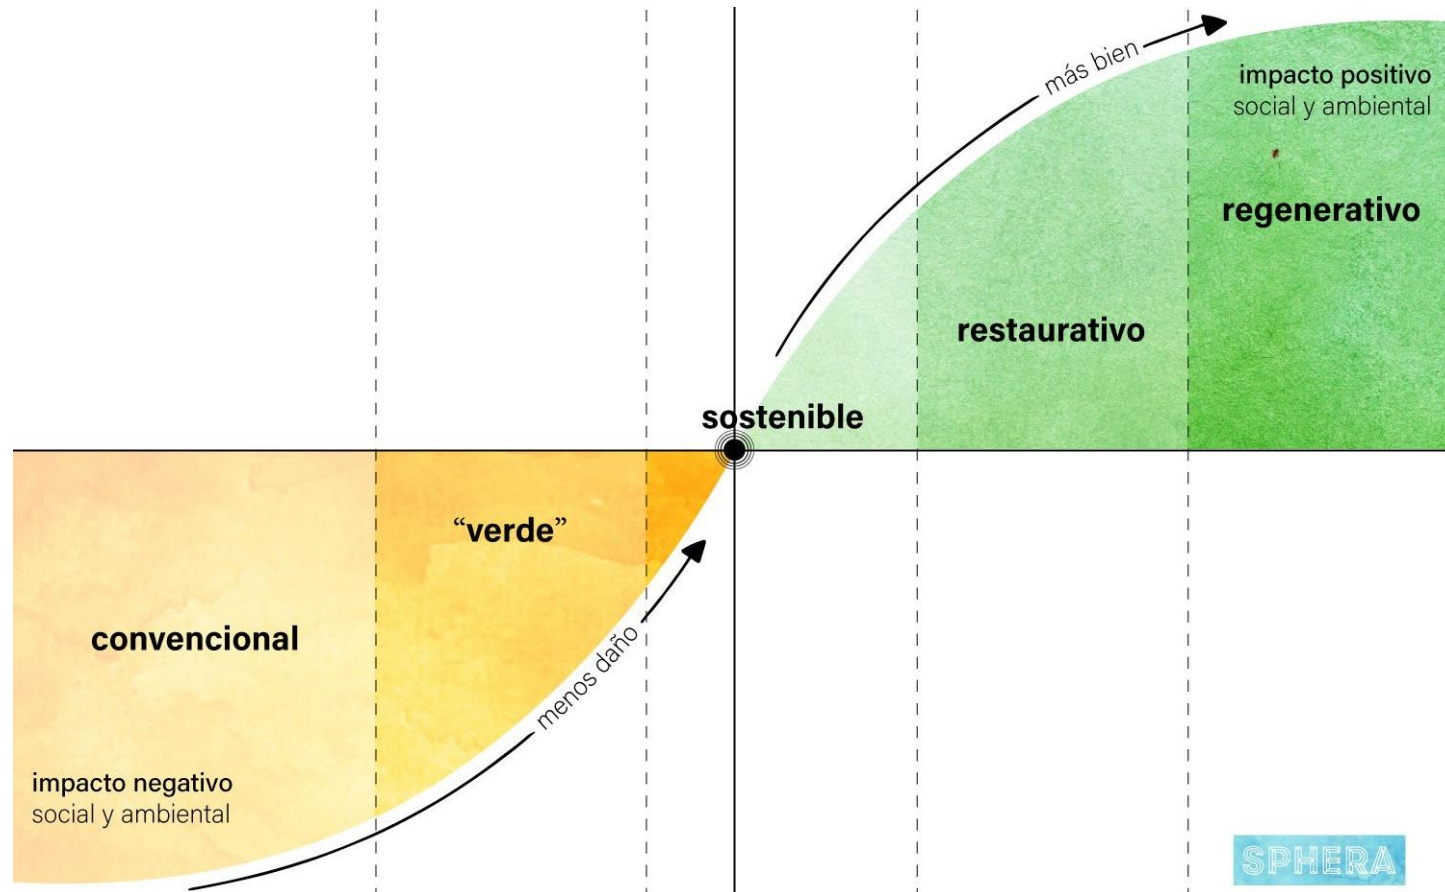 más bien
impacto positivo
social y ambiental
regenerativo
restaurativo
sostenible
“verde”
convencional
menos daño
impacto negativo
social y ambiental
SPHERA